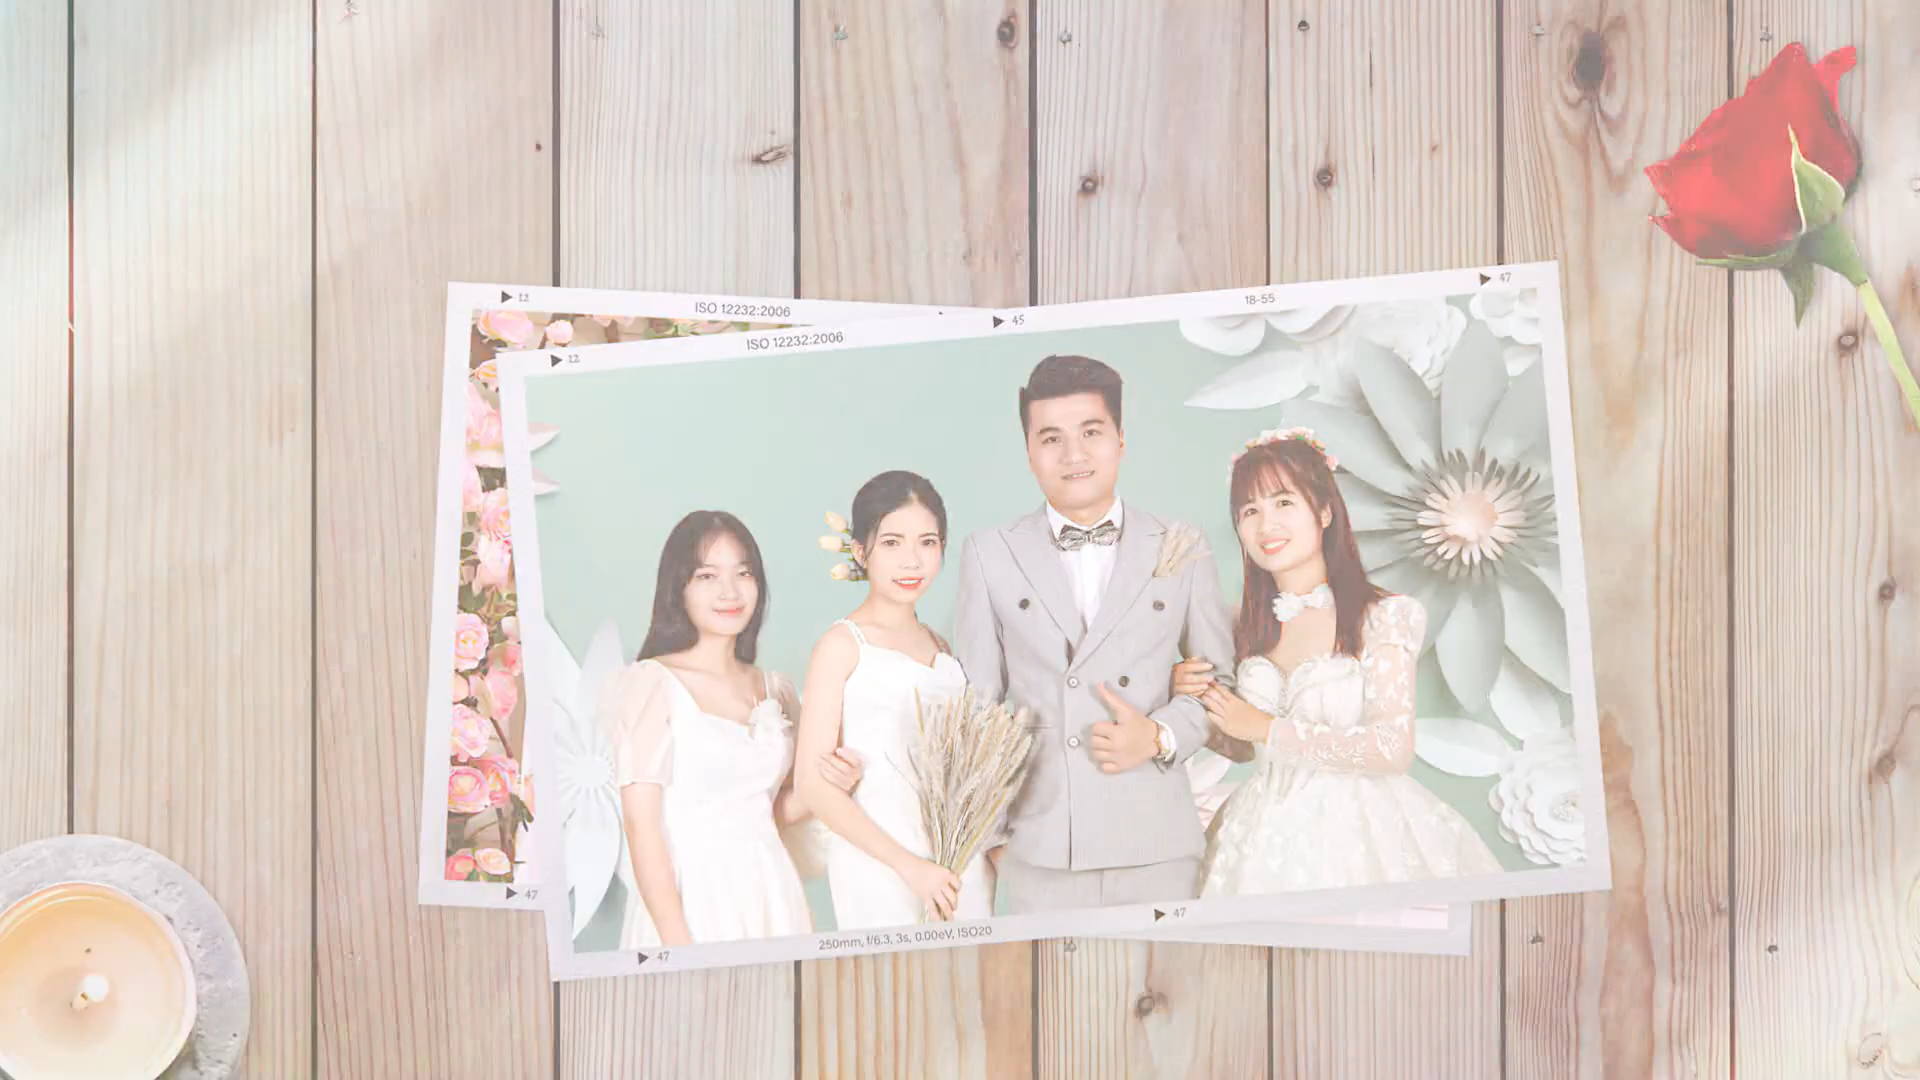 ▶ 12
ISO 12232:2006
▶ 12
ISO 12232:2006
▶ 45
18-55
▶ 47
▶ 47
▶ 47
250mm, f/6.3, 3s, 0.00eV, ISO20
▶ 47